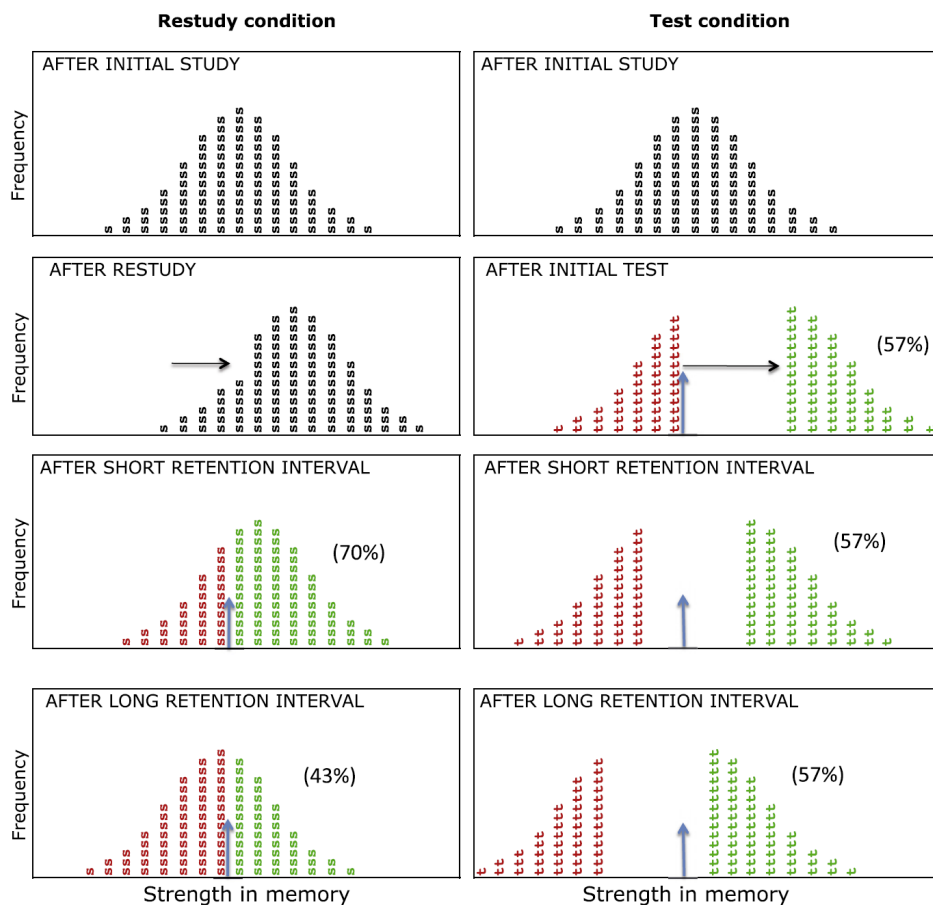 Restudy condition
Test condition
AFTER INITIAL STUDY
AFTER INITIAL STUDY
Frequency
AFTER RESTUDY
AFTER INITIAL TEST
Frequency
(57%)
AFTER SHORT RETENTION INTERVAL
AFTER SHORT RETENTION INTERVAL
Frequency
(70%)
(57%)
AFTER LONG RETENTION INTERVAL
AFTER LONG RETENTION INTERVAL
Frequency
(43%)
(57%)
Strength in memory
Strength in memory